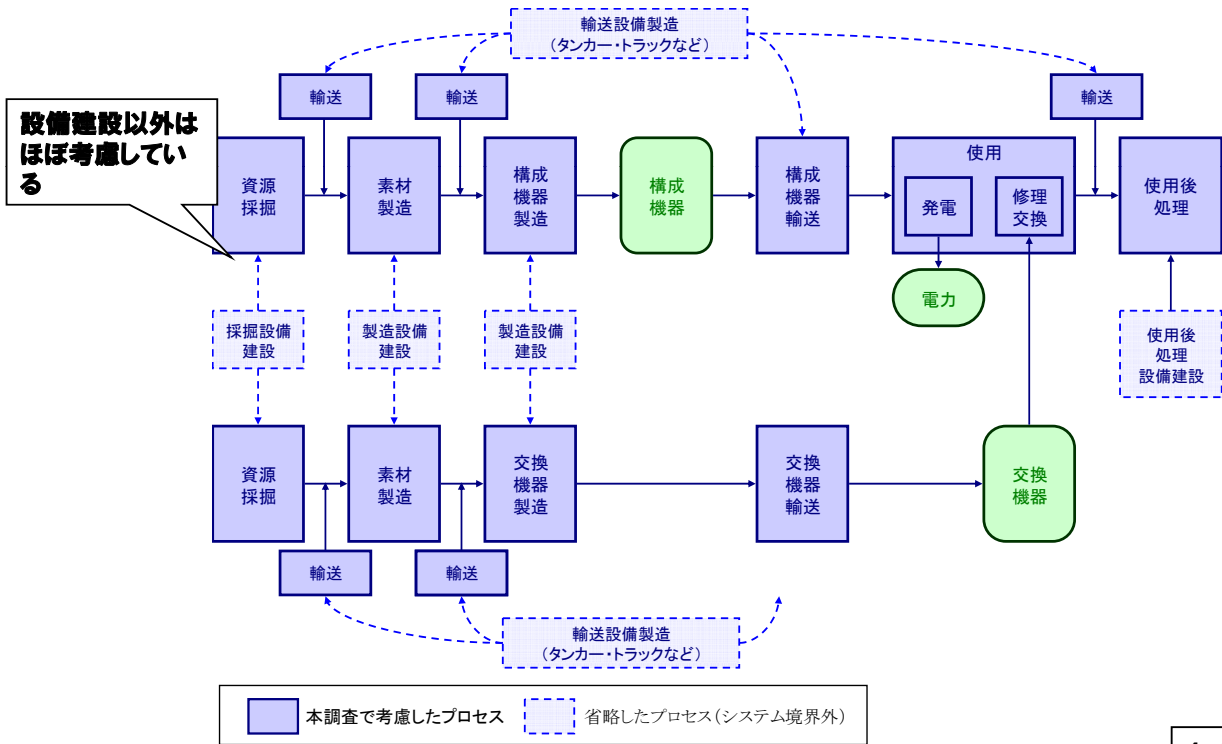 輸送設備製造
（タンカー・トラックなど）
輸送
輸送
輸送
設備建設以外は
ほぼ考慮してい
る
資源
採掘
素材
製造
構成
機器
製造
構成
機器
構成
機器
輸送
使用
発電
修理
交換
使用後
処理
電力
採掘設備
建設
製造設備
建設
製造設備
建設
使用後
処理
設備建設
資源
採掘
素材
製造
交換
機器
製造
交換
機器
輸送
交換
機器
輸送
輸送
輸送設備製造
（タンカー・トラックなど）
本調査で考慮したプロセス
省略したプロセス（システム境界外）